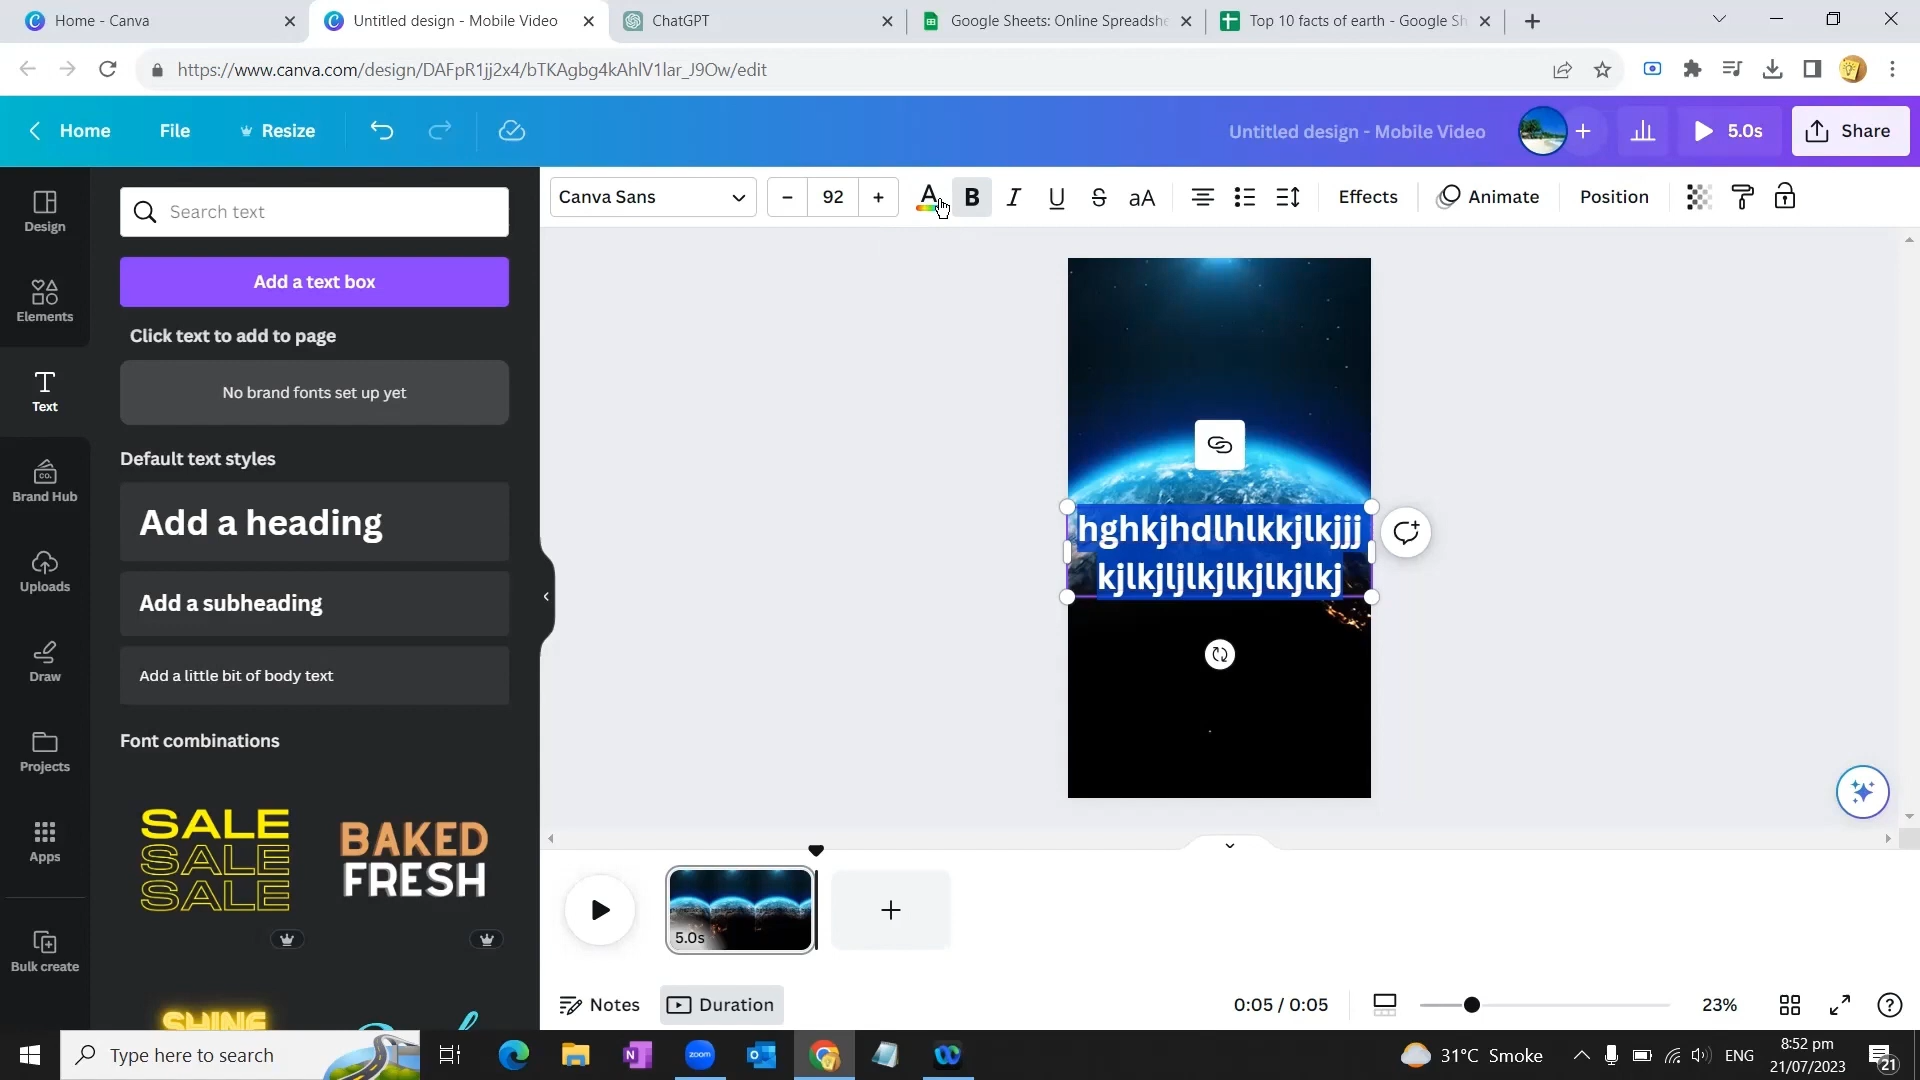 Home - Canva
Untitled design - Mobile Video
ChatGPT
Google Sheets: Online Spreadshe
Top 10 facts of earth - Google Sh
https://www.canva.com/design/DAFpR1jj2x4/bTKAgbg4kAhlV1lar_J9Ow/edit
Home
File
Resize
Untitled design - Mobile Video
5.0s
Share
Canva Sans
92
A
B
I
U
S
aA
Effects
Animate
Position
Design
Elements
Text
Brand Hub
Uploads
Draw
Projects
Apps
Bulk create
Search text
Add a text box
Click text to add to page
No brand fonts set up yet
Default text styles
Add a heading
Add a subheading
Add a little bit of body text
Font combinations
SALE
SALE
SALE
BAKED
FRESH
SHINE
hghkjhdlhlkkjlkjjj
kjlkjljlkjlkjlkjlkj
5.0s
Notes
Duration
0:05 / 0:05
23%
Type here to search
zoom
31°C Smoke
ENG
8:52 pm
21/07/2023
21